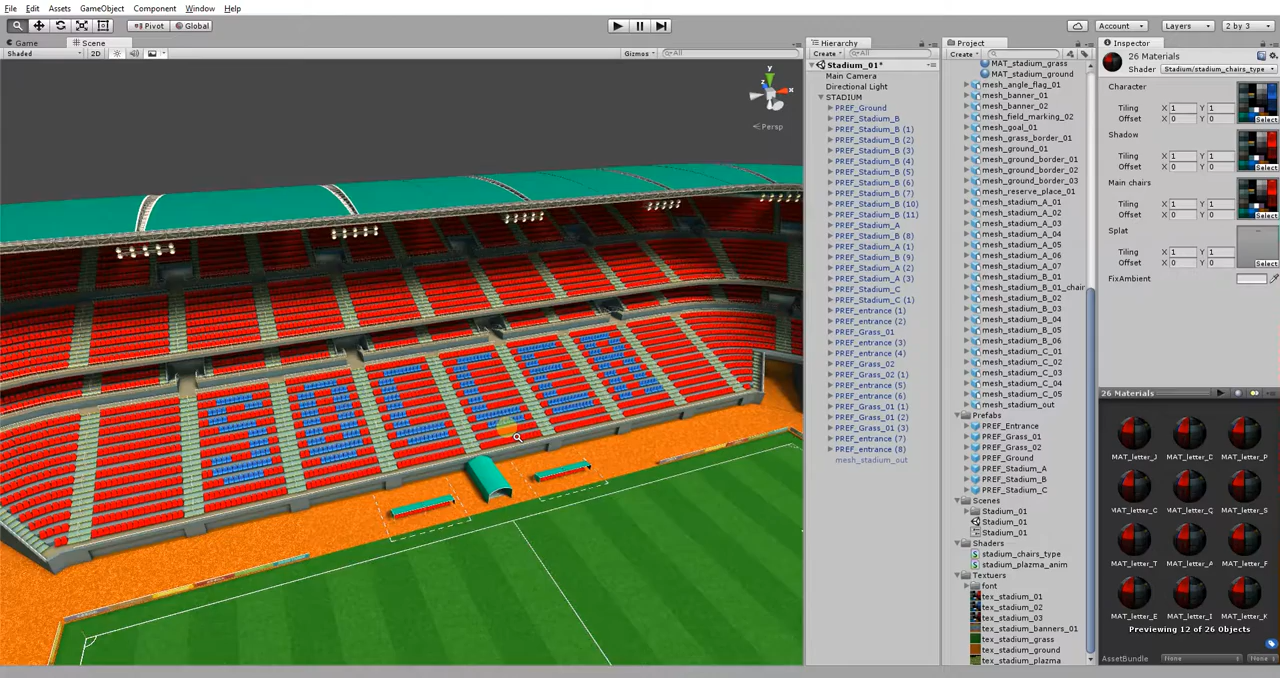 File Edit Assets GameObject Component Window Help
Pivot Global Account Layers 2 by 3
Game Scene
Shaded 2D Gizmos All
SOCCER
y
x
z
Persp
Hierarchy
Create All
Stadium_01*
Main Camera
Directional Light
STADIUM
PREF_Ground
PREF_Stadium_B
PREF_Stadium_B (1)
PREF_Stadium_B (2)
PREF_Stadium_B (3)
PREF_Stadium_B (4)
PREF_Stadium_B (5)
PREF_Stadium_B (6)
PREF_Stadium_B (7)
PREF_Stadium_B (10)
PREF_Stadium_B (11)
PREF_Stadium_A
PREF_Stadium_B (8)
PREF_Stadium_A (1)
PREF_Stadium_B (9)
PREF_Stadium_A (2)
PREF_Stadium_A (3)
PREF_Stadium_C
PREF_Stadium_C (1)
PREF_entrance (1)
PREF_entrance (2)
PREF_Grass_01
PREF_entrance (3)
PREF_entrance (4)
PREF_Grass_02
PREF_Grass_02 (1)
PREF_entrance (5)
PREF_entrance (6)
PREF_Grass_01 (1)
PREF_Grass_01 (2)
PREF_Grass_01 (3)
PREF_entrance (7)
PREF_entrance (8)
mesh_stadium_out
Project
Create
MAT_stadium_grass
MAT_stadium_ground
mesh_angle_flag_01
mesh_banner_01
mesh_banner_02
mesh_field_marking_02
mesh_goal_01
mesh_grass_border_01
mesh_ground_01
mesh_ground_border_01
mesh_ground_border_02
mesh_ground_border_03
mesh_reserve_place_01
mesh_stadium_A_01
mesh_stadium_A_02
mesh_stadium_A_03
mesh_stadium_A_04
mesh_stadium_A_05
mesh_stadium_A_06
mesh_stadium_A_07
mesh_stadium_B_01
mesh_stadium_B_01_chair
mesh_stadium_B_02
mesh_stadium_B_03
mesh_stadium_B_04
mesh_stadium_B_05
mesh_stadium_B_06
mesh_stadium_C_01
mesh_stadium_C_02
mesh_stadium_C_03
mesh_stadium_C_04
mesh_stadium_C_05
mesh_stadium_out
Prefabs
PREF_Entrance
PREF_Grass_01
PREF_Grass_02
PREF_Ground
PREF_Stadium_A
PREF_Stadium_B
PREF_Stadium_C
Scenes
Stadium_01
Stadium_01
Stadium_01
Shaders
stadium_chairs_type
stadium_plazma_anim
Textuers
font
tex_stadium_01
tex_stadium_02
tex_stadium_03
tex_stadium_banners_01
tex_stadium_grass
tex_stadium_ground
tex_stadium_plazma
Inspector
26 Materials
Shader Stadium/stadium_chairs_type
Character
Tiling X 1 Y 1
Offset X 0 Y 0
Select
Shadow
Tiling X 1 Y 1
Offset X 0 Y 0
Select
Main chairs
Tiling X 1 Y 1
Offset X 0 Y 0
Select
Splat
Tiling X 1 Y 1
Offset X 0 Y 0
Select
FixAmbient
26 Materials
MAT_letter_J MAT_letter_D MAT_letter_P
MAT_letter_C MAT_letter_Q MAT_letter_S
MAT_letter_T MAT_letter_A MAT_letter_F
MAT_letter_E MAT_letter_I MAT_letter_K
Previewing 12 of 26 Objects
AssetBundle None None